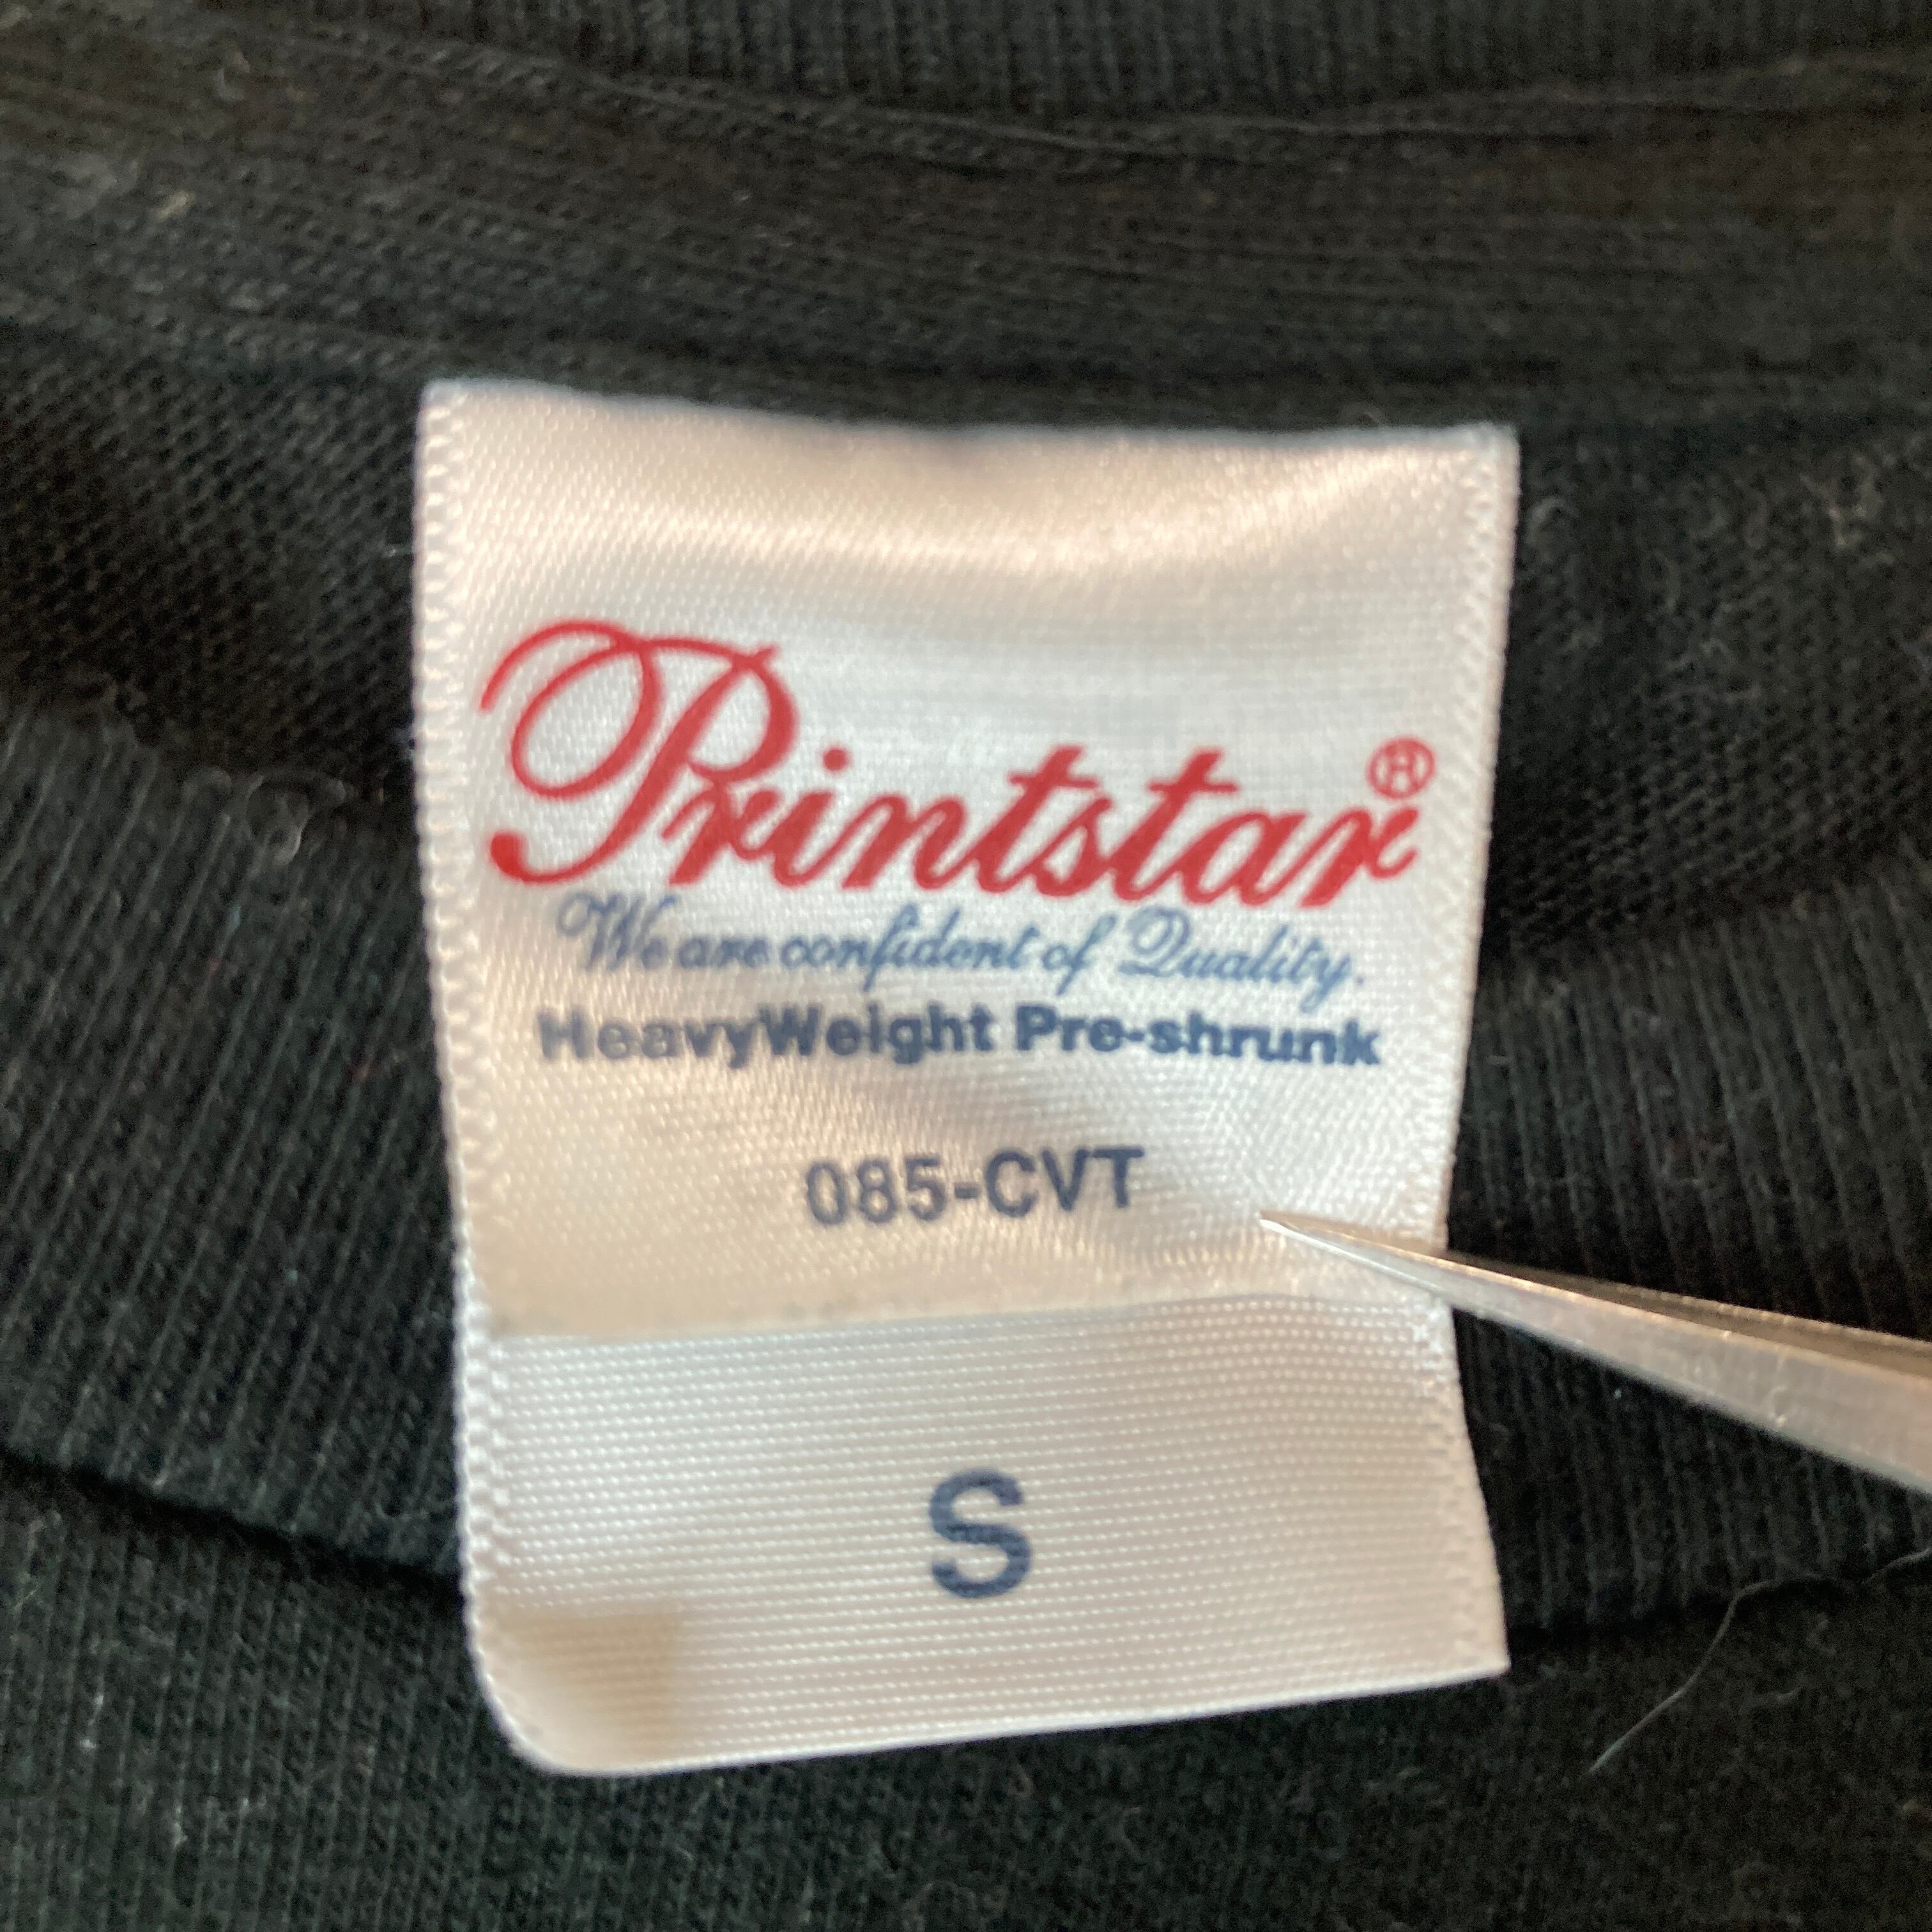 Printstar®
We are confident of Quality.
HeavyWeight Pre-shrunk
085-CVT
S